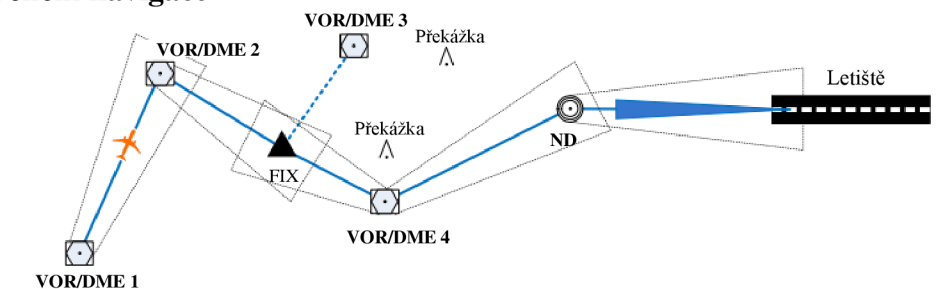 VOR/DME 3
Překážka
VOR/DME 2
Letiště
Překážka
ND
FIX
VOR/DME 4
VOR/DME 1